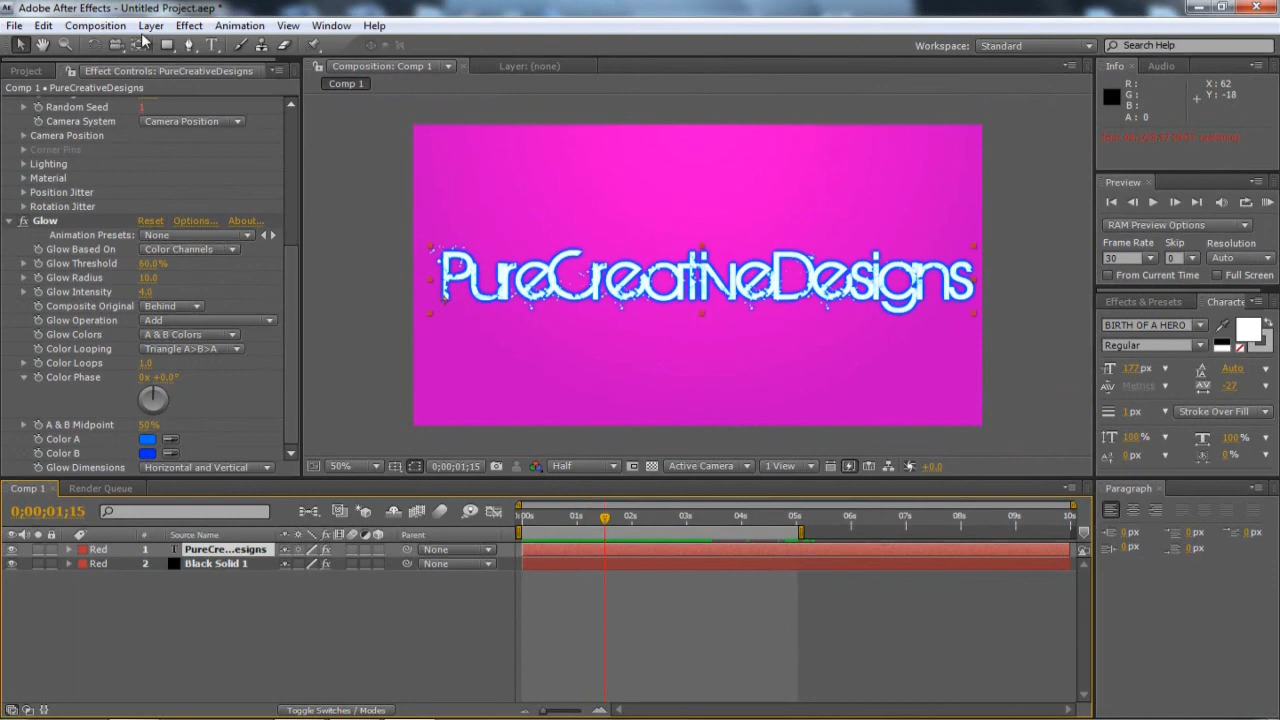 Adobe After Effects - Untitled Project.aep *
File Edit Composition Layer Effect Animation View Window Help
Workspace: Standard Search Help
Project Effect Controls: PureCreativeDesigns
Composition: Comp 1 Layer: (none)
Info Audio
Comp 1 • PureCreativeDesigns
Comp 1
R: X: 62
G: Y: -18
B:
A: 0
Random Seed 1
Camera System Camera Position
Camera Position
Corner Pins
Lighting
Material
Position Jitter
Rotation Jitter
Glow Reset Options... About...
Animation Presets: None
Glow Based On Color Channels
Glow Threshold 60.0%
Glow Radius 10.0
Glow Intensity 4.0
Composite Original Behind
Glow Operation Add
Glow Colors A & B Colors
Color Looping Triangle A>B>A
Color Loops 1.0
Color Phase 0x +0.0°
A & B Midpoint 50%
Color A
Color B
Glow Dimensions Horizontal and Vertical
PureCreativeDesigns
Preview
RAM Preview Options
Frame Rate Skip Resolution
30 0 Auto
From Current Time Full Screen
Effects & Presets Characte
BIRTH OF A HERO
Regular
177 px Auto
Metrics -27
1 px Stroke Over Fill
100 % 100 %
0 px 0 %
50% 0;00;01;15 Half Active Camera 1 View +0.0
Comp 1 Render Queue
0;00;01;15
:00s 01s 02s 03s 04s 05s 06s 07s 08s 09s 10s
# Source Name Parent
Red 1 T PureCre...esigns None
Red 2 Black Solid 1 None
Toggle Switches / Modes
Paragraph
0 px 0 px 0 px
0 px 0 px